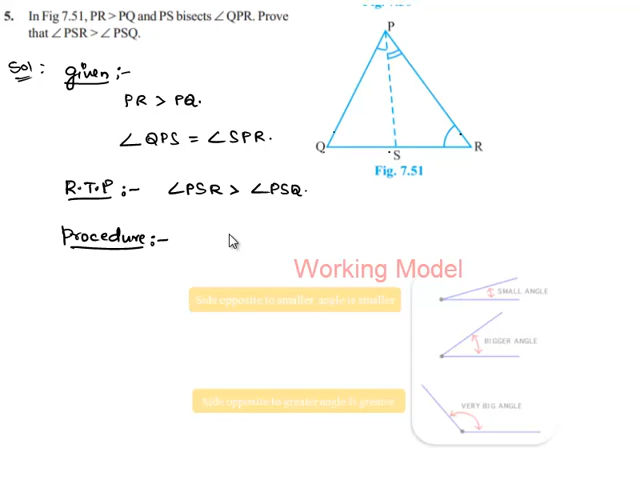 5. In Fig 7.51, PR > PQ and PS bisects ∠ QPR. Prove
that ∠ PSR > ∠ PSQ.
Sol :
given :-
PR > PQ.
∠QPS = ∠SPR.
R.T.P :- ∠PSR > ∠PSQ.
Procedure :-
P
Q
S
R
Fig. 7.51
Working Model
Side opposite to smaller angle is smaller
SMALL ANGLE
BIGGER ANGLE
Side opposite to greater angle is greater
VERY BIG ANGLE